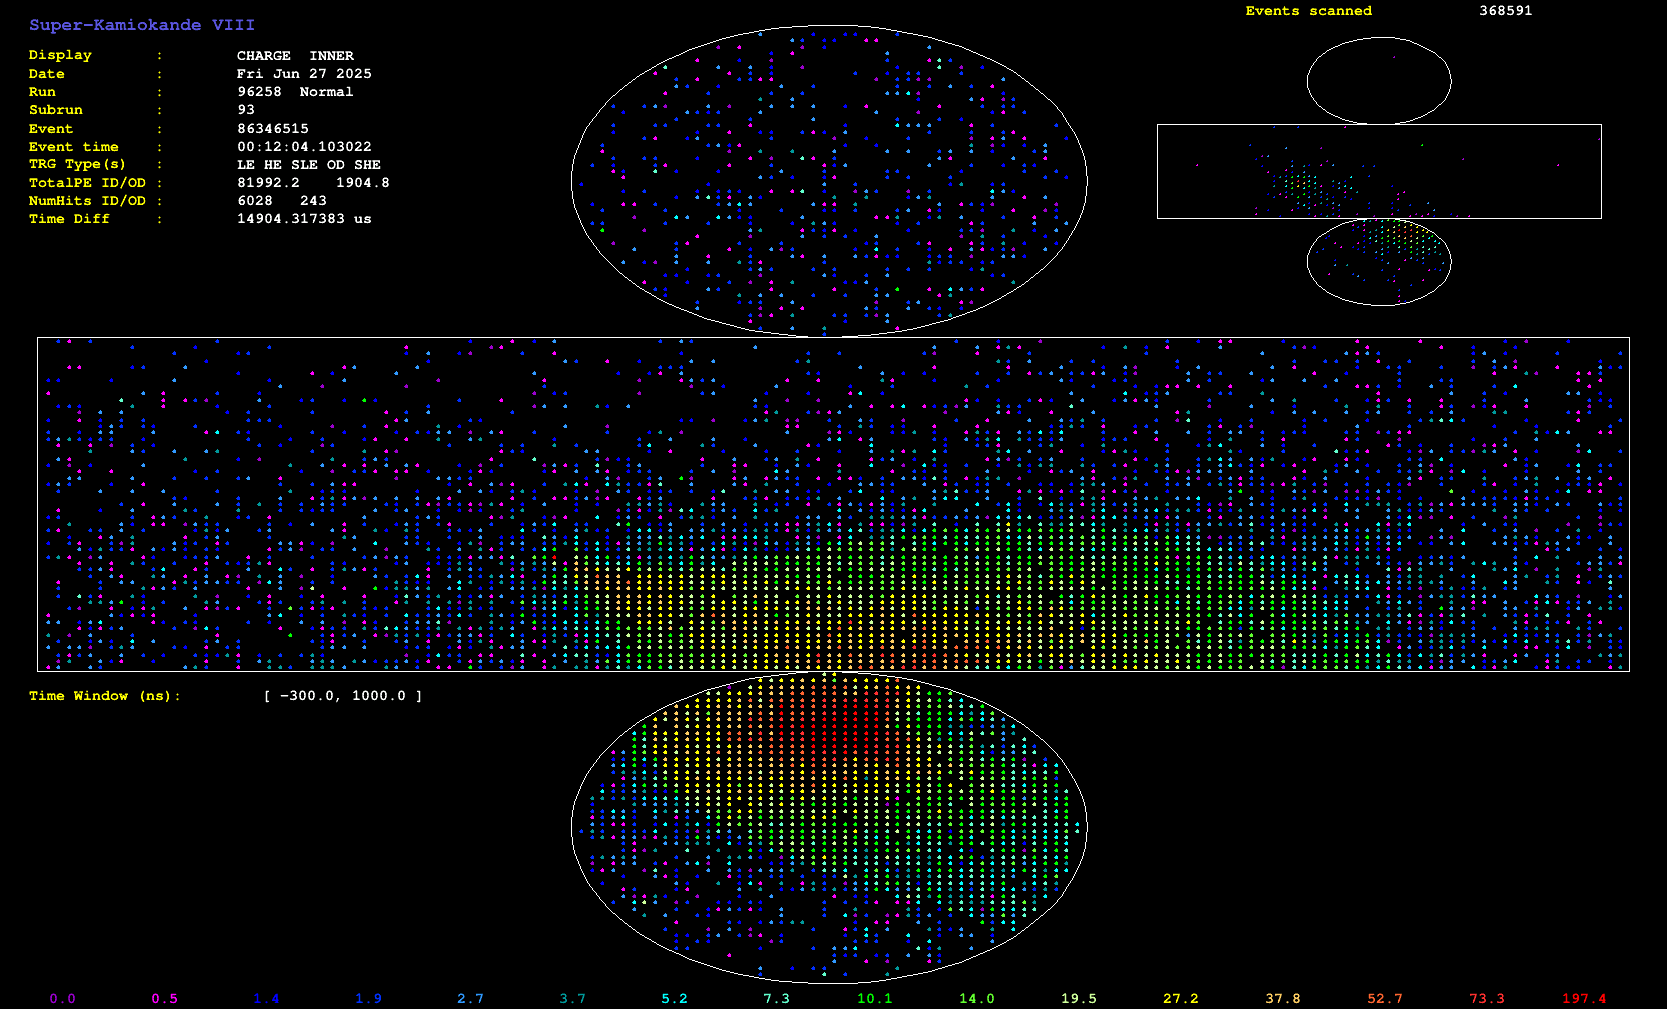 Super-Kamiokande VIII
Events scanned 368591
Display : CHARGE INNER
Date : Fri Jun 27 2025
Run : 96258 Normal
Subrun : 93
Event : 86346515
Event time : 00:12:04.103022
TRG Type(s) : LE HE SLE OD SHE
TotalPE ID/OD : 81992.2 1904.8
NumHits ID/OD : 6028 243
Time Diff : 14904.317383 us
Time Window (ns): [ -300.0, 1000.0 ]
0.0 0.5 1.4 1.9 2.7 3.7 5.2 7.3 10.1 14.0 19.5 27.2 37.8 52.7 73.3 197.4